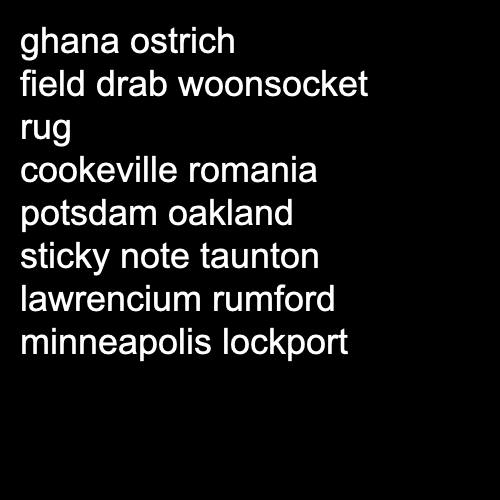 ghana ostrich
field drab woonsocket
rug
cookeville romania
potsdam oakland
sticky note taunton
lawrencium rumford
minneapolis lockport